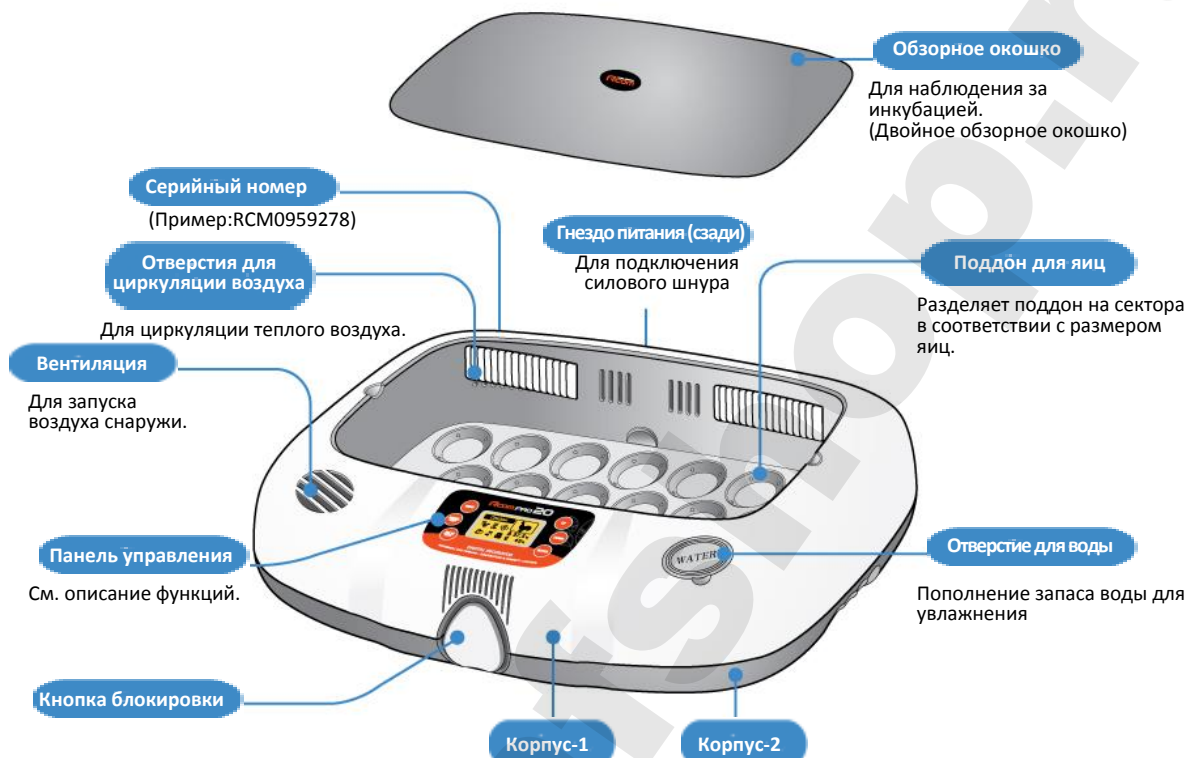 Обзорное окошко
Для наблюдения за
инкубацией.
(Двойное обзорное окошко)
Серийный номер
(Пример:RCM0959278)
Гнездо питания (сзади)
Для подключения
силового шнура
Отверстия для
циркуляции воздуха
Для циркуляции теплого воздуха.
Поддон для яиц
Разделяет поддон на сектора
в соответствии с размером
яиц.
Вентиляция
Для запуска
воздуха снаружи.
PRO 20
WATER
Панель управления
См. описание функций.
Отверстие для воды
Пополнение запаса воды для
увлажнения
Кнопка блокировки
Корпус-1
Корпус-2